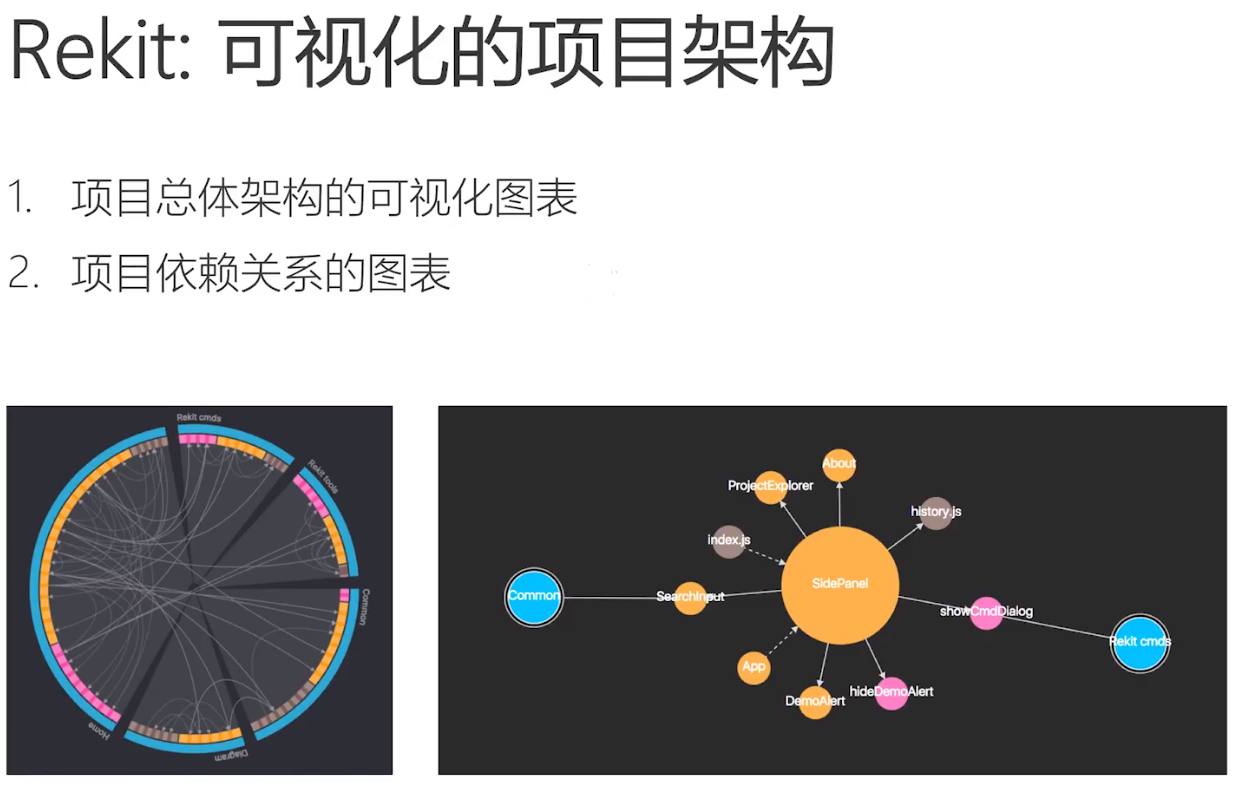 Rekit: 可视化的项目架构
1. 项目总体架构的可视化图表
2. 项目依赖关系的图表
Rekit cmds
Rekit tools
Common
Home
Diagram
About
ProjectExplorer
history.js
index.js
SidePanel
Common
SearchInput
showCmdDialog
Rekit cmds
App
DemoAlert
hideDemoAlert